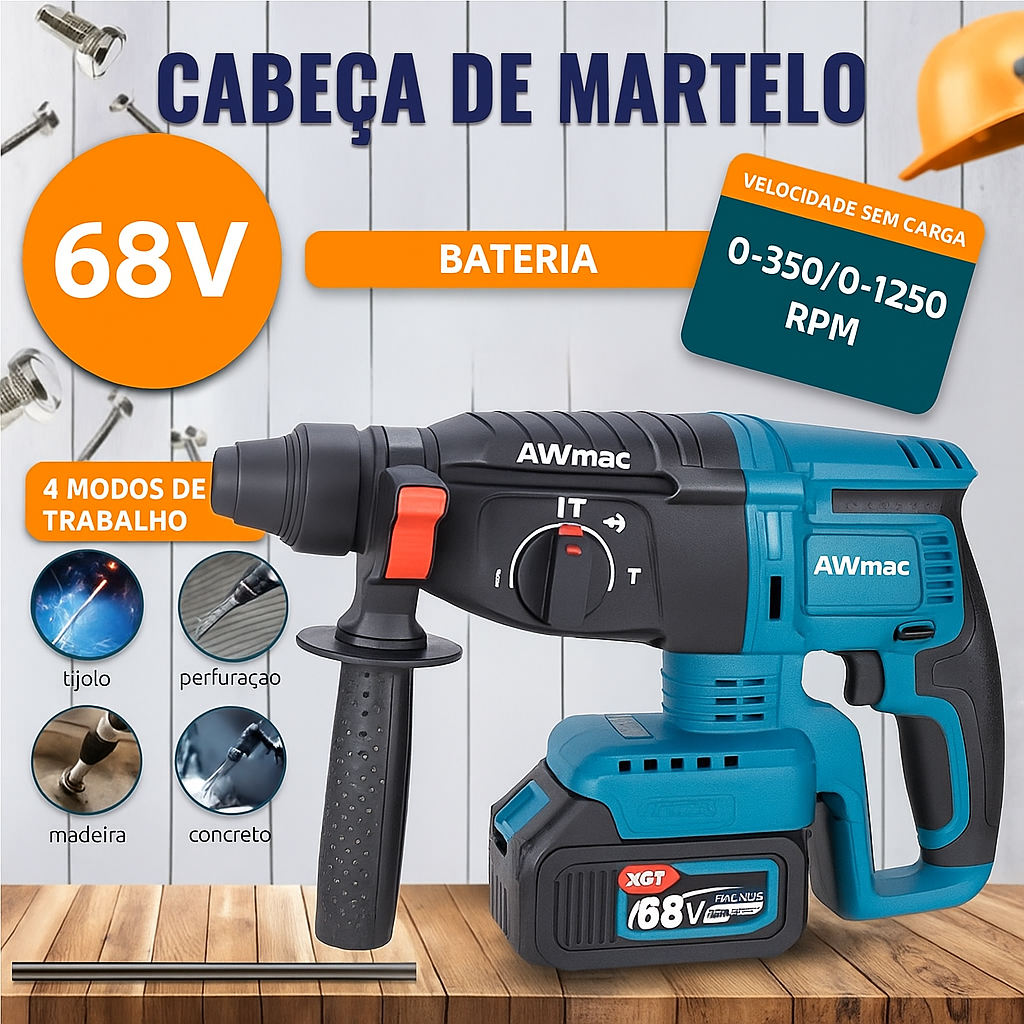 CABEÇA DE MARTELO
68V
BATERIA
VELOCIDADE SEM CARGA
0-350/0-1250
RPM
4 MODOS DE
TRABALHO
tijolo
perfuraçao
madeira
concreto
AWmac
IT
T
AWmac
XGT
68V